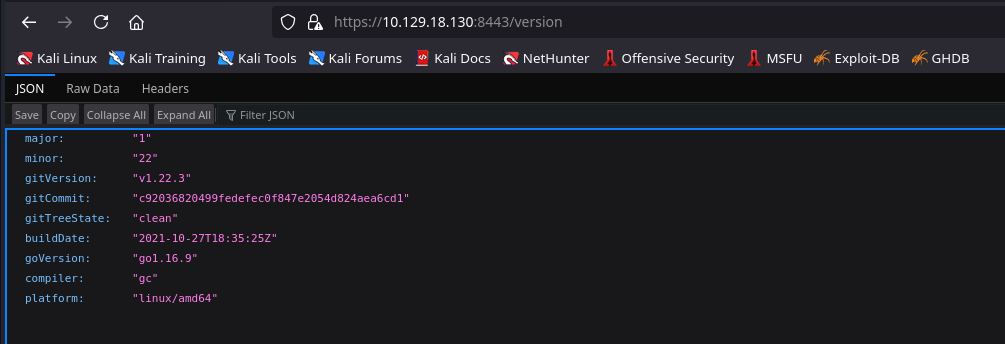 https://10.129.18.130:8443/version
Kali Linux Kali Training Kali Tools Kali Forums Kali Docs NetHunter Offensive Security MSFU Exploit-DB GHDB
JSON Raw Data Headers
Save Copy Collapse All Expand All Filter JSON
major: "1"
minor: "22"
gitVersion: "v1.22.3"
gitCommit: "c92036820499fedefec0f847e2054d824aea6cd1"
gitTreeState: "clean"
buildDate: "2021-10-27T18:35:25Z"
goVersion: "go1.16.9"
compiler: "gc"
platform: "linux/amd64"